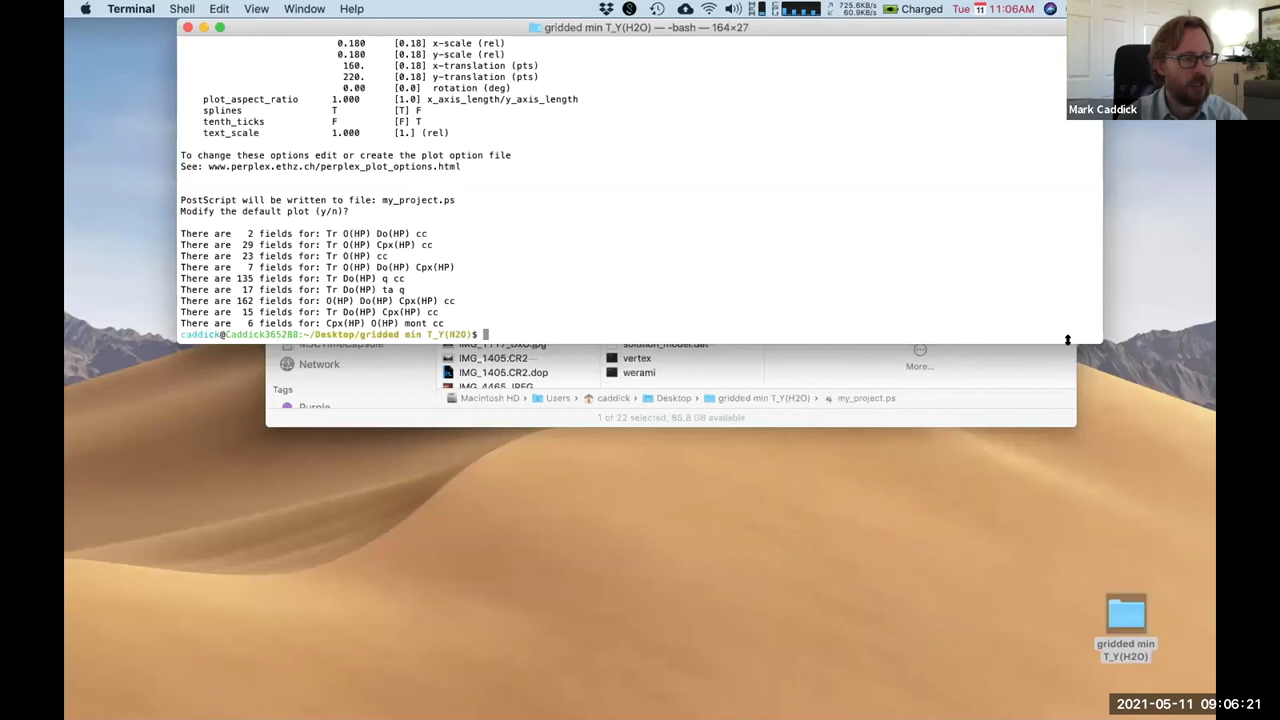 Terminal Shell Edit View Window Help 725.6KB/s 60.9KB/s Charged Tue 11 11:06AM
gridded min T_Y(H2O) — -bash — 164×27
0.180 [0.18] x-scale (rel)
0.180 [0.18] y-scale (rel)
160. [0.18] x-translation (pts)
220. [0.18] y-translation (pts)
0.00 [0.0] rotation (deg)
plot_aspect_ratio 1.000 [1.0] x_axis_length/y_axis_length
splines T [T] F
tenth_ticks F [F] T
text_scale 1.000 [1.] (rel)
To change these options edit or create the plot option file
See: www.perplex.ethz.ch/perplex_plot_options.html
PostScript will be written to file: my_project.ps
Modify the default plot (y/n)?
There are 2 fields for: Tr O(HP) Do(HP) cc
There are 29 fields for: Tr O(HP) Cpx(HP) cc
There are 23 fields for: Tr O(HP) cc
There are 7 fields for: Tr O(HP) Do(HP) Cpx(HP)
There are 135 fields for: Tr Do(HP) q cc
There are 17 fields for: Tr Do(HP) ta q
There are 162 fields for: O(HP) Do(HP) Cpx(HP) cc
There are 15 fields for: Tr Do(HP) Cpx(HP) cc
There are 6 fields for: Cpx(HP) O(HP) mont cc
caddick@Caddick365288:~/Desktop/gridded min T_Y(H2O)$
Mark Caddick
Network
Tags
Purple
IMG_1405.CR2
IMG_1405.CR2.dop
IMG_4465.JPEG
solution_model.dat
vertex
werami
More...
Macintosh HD › Users › caddick › Desktop › gridded min T_Y(H2O) › my_project.ps
1 of 22 selected, 85.8 GB available
gridded min
T_Y(H2O)
2021-05-11 09:06:21